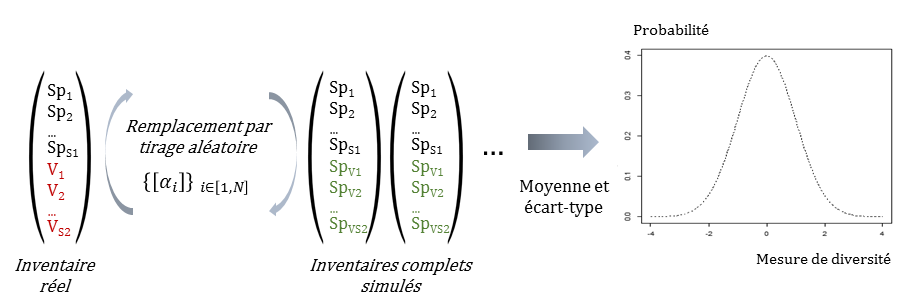 Sp1
Sp2
...
SpS1
V1
V2
...
VS2
Inventaire
réel
Remplacement par
tirage aléatoire
{[αi]} i∈[1,N]
Sp1
Sp2
...
SpS1
SpV1
SpV2
...
SpVS2
Sp1
Sp2
...
SpS1
SpV1
SpV2
...
SpVS2
...
Inventaires complets
simulés
Moyenne et
écart-type
Probabilité
0.4
0.3
0.2
0.1
0.0
-4 -2 0 2 4
Mesure de diversité